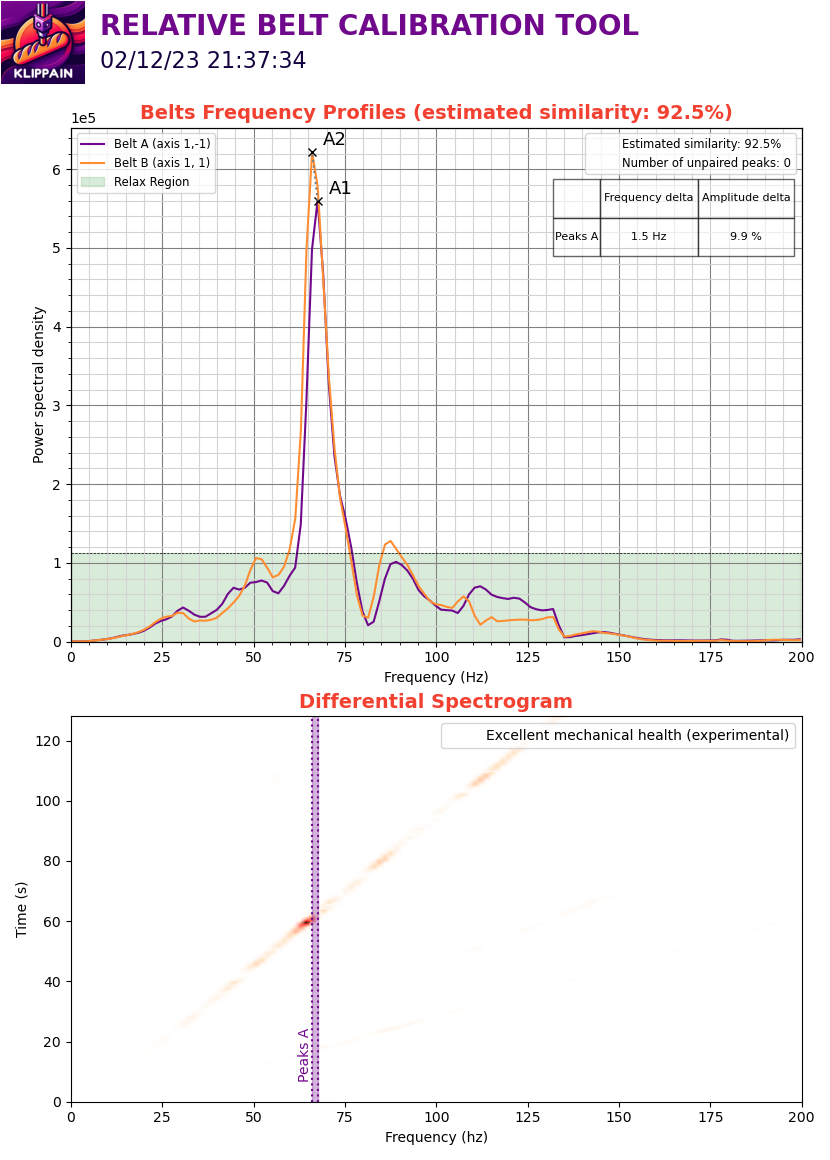 KLIPPAIN
RELATIVE BELT CALIBRATION TOOL
02/12/23 21:37:34
Belts Frequency Profiles (estimated similarity: 92.5%)
1e5
Belt A (axis 1,-1)
Belt B (axis 1, 1)
Relax Region
A2
A1
Estimated similarity: 92.5%
Number of unpaired peaks: 0
Frequency delta Amplitude delta
Peaks A 1.5 Hz 9.9 %
Power spectral density
6
5
4
3
2
1
0
0 25 50 75 100 125 150 175 200
Frequency (Hz)
Differential Spectrogram
Excellent mechanical health (experimental)
Time (s)
120
100
80
60
40
20
0
Peaks A
0 25 50 75 100 125 150 175 200
Frequency (hz)